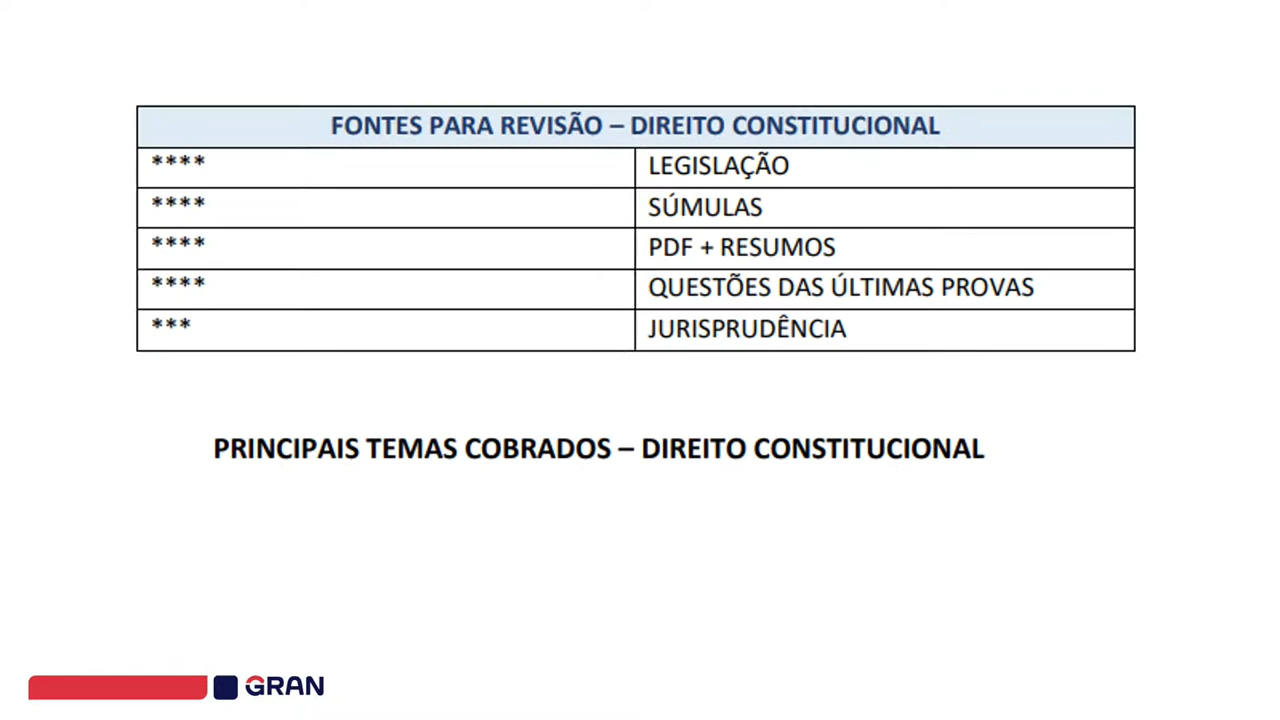 FONTES PARA REVISÃO – DIREITO CONSTITUCIONAL
**** LEGISLAÇÃO
**** SÚMULAS
**** PDF + RESUMOS
**** QUESTÕES DAS ÚLTIMAS PROVAS
*** JURISPRUDÊNCIA
PRINCIPAIS TEMAS COBRADOS – DIREITO CONSTITUCIONAL
GRAN